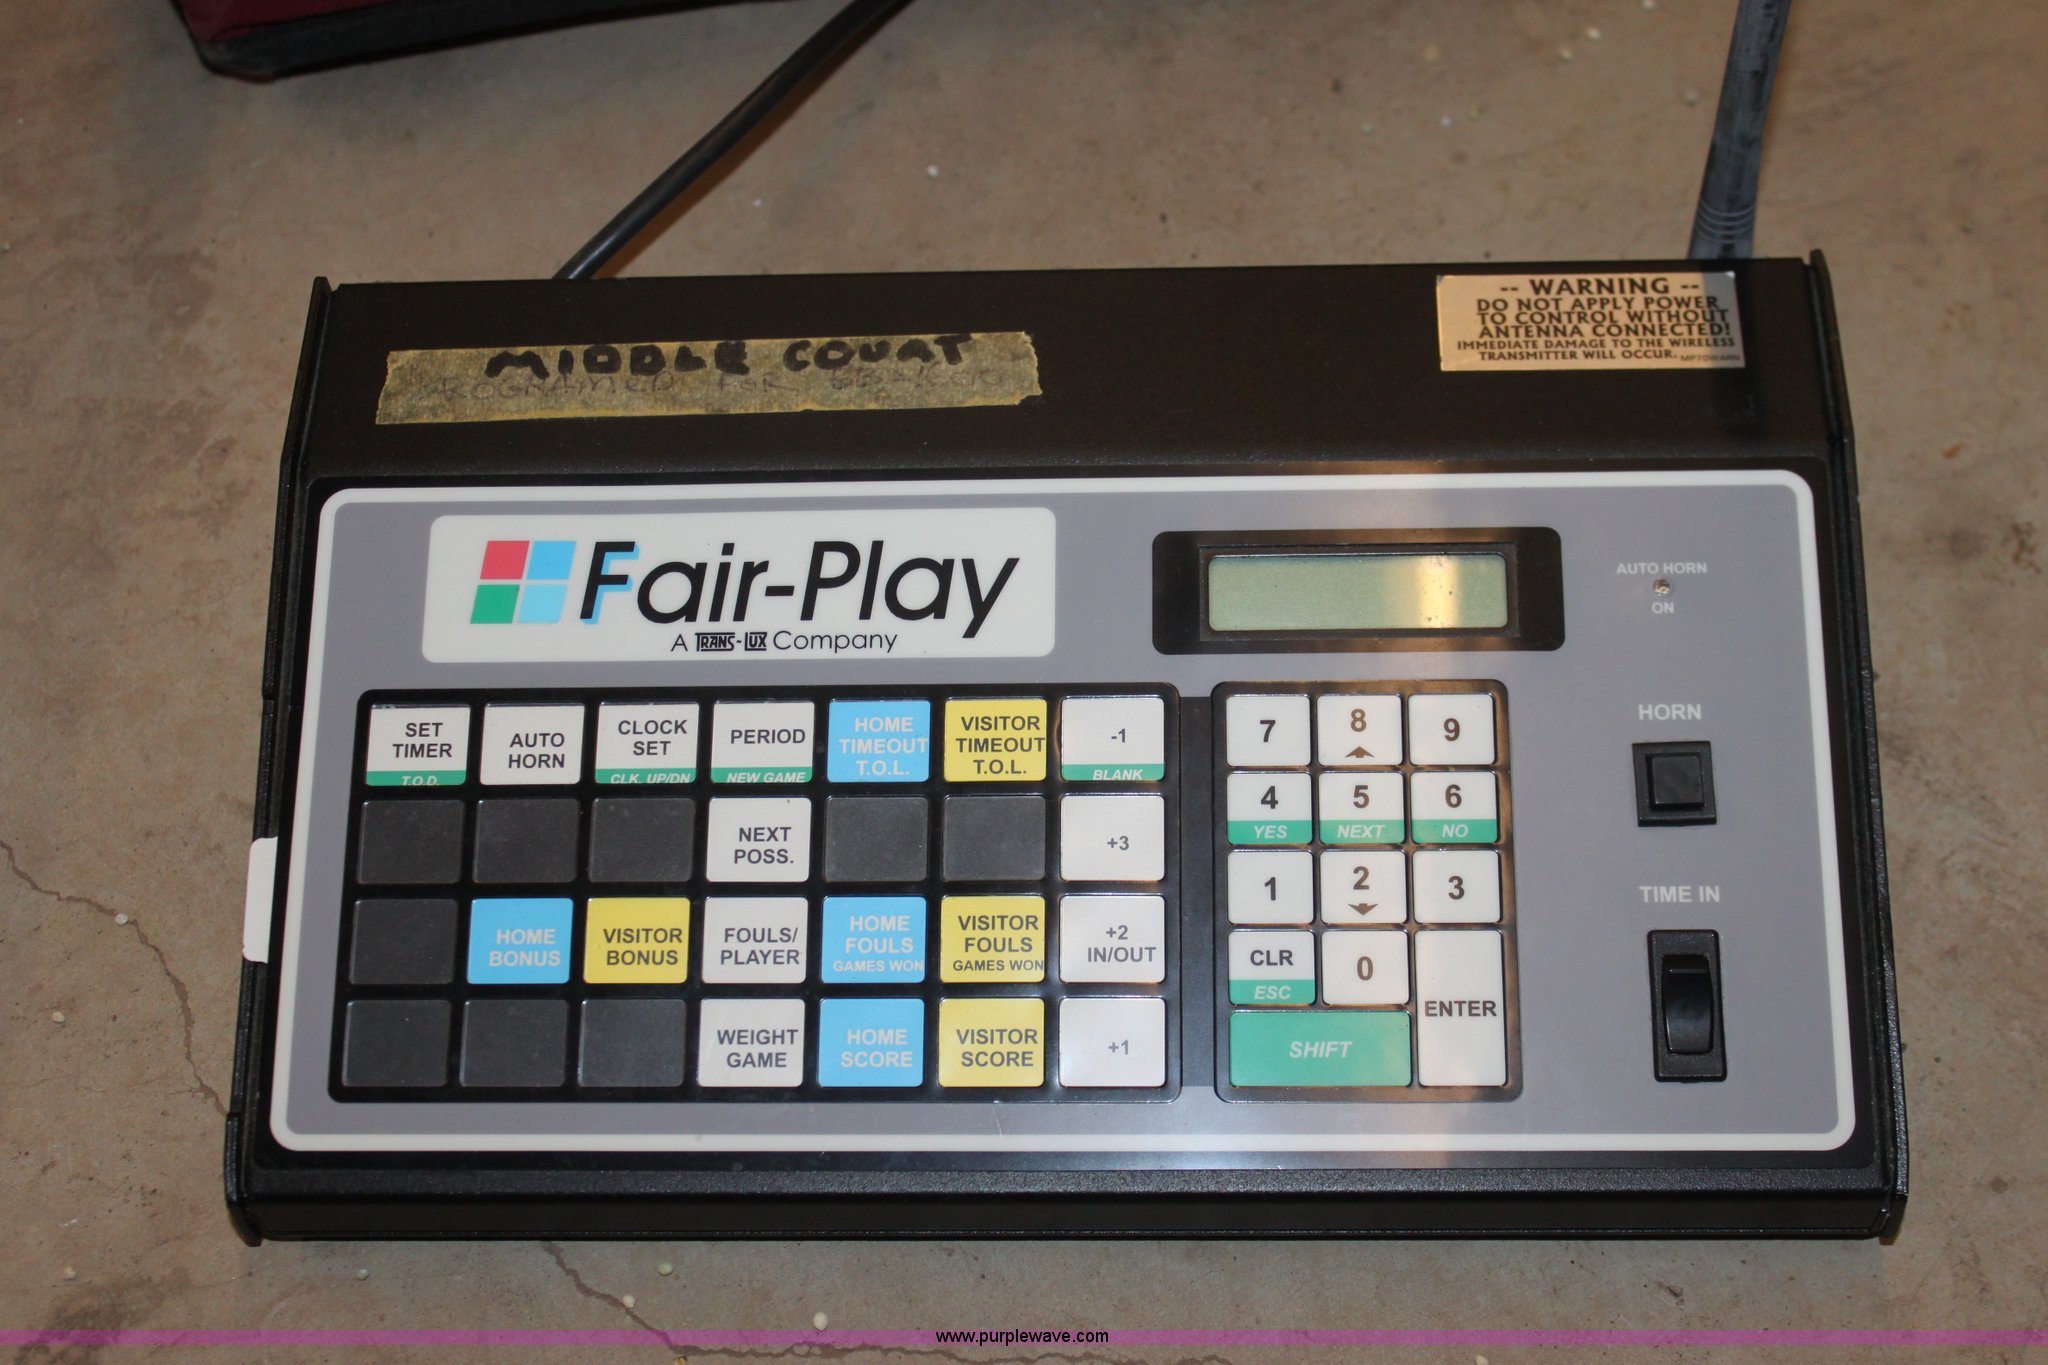 -- WARNING --
DO NOT APPLY POWER
TO CONTROL WITHOUT
ANTENNA CONNECTED!
IMMEDIATE DAMAGE TO THE WIRELESS
TRANSMITTER WILL OCCUR. MP70WARN
MIDDLE COURT
PROGRAMED FOR
Fair-Play
A TRANS-LUX Company
AUTO HORN
ON
SET
TIMER
T.O.D.
AUTO
HORN
CLOCK
SET
CLK. UP/DN
PERIOD
NEW GAME
HOME
TIMEOUT
T.O.L.
VISITOR
TIMEOUT
T.O.L.
-1
BLANK
NEXT
POSS.
+3
HOME
BONUS
VISITOR
BONUS
FOULS/
PLAYER
HOME
FOULS
GAMES WON
VISITOR
FOULS
GAMES WON
+2
IN/OUT
WEIGHT
GAME
HOME
SCORE
VISITOR
SCORE
+1
7
8
9
4
YES
5
NEXT
6
NO
1
2
3
CLR
ESC
0
ENTER
SHIFT
HORN
TIME IN
www.purplewave.com